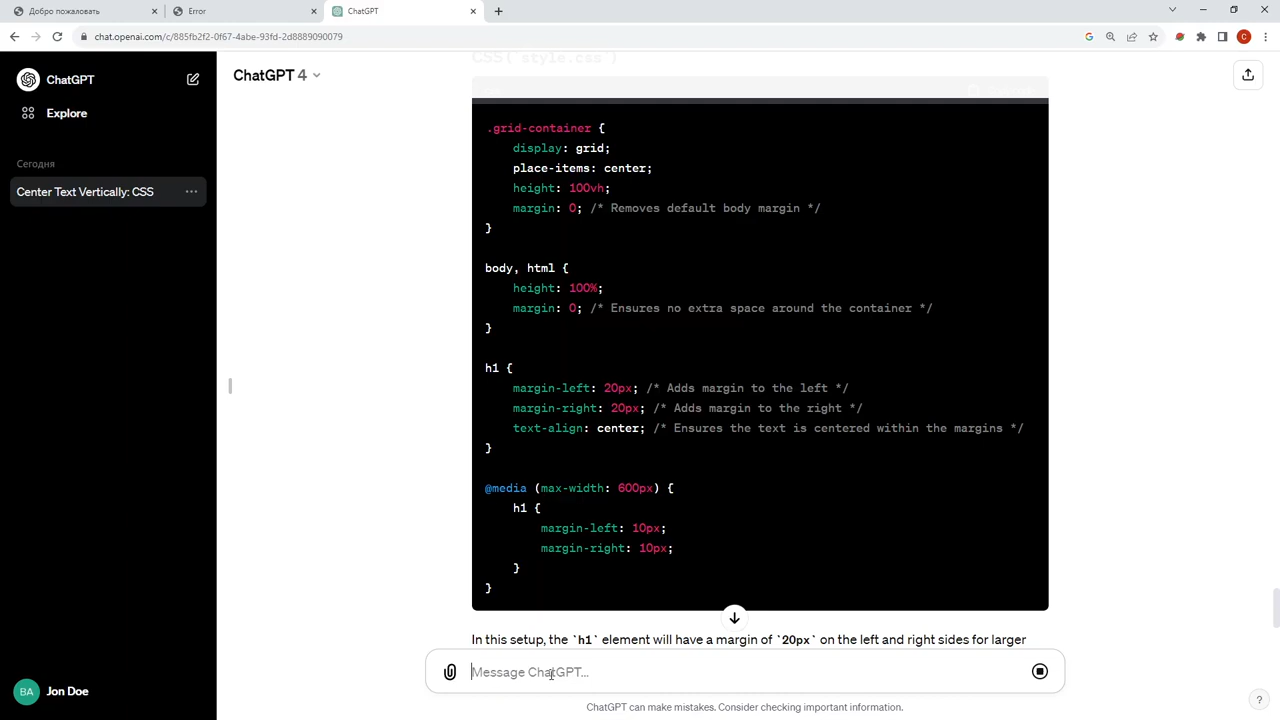 Добро пожаловать
Error
ChatGPT
chat.openai.com/c/885fb2f2-0f67-4abe-93fd-2d8889090079
C
ChatGPT
Explore
Сегодня
Center Text Vertically: CSS
BA
Jon Doe
ChatGPT 4
CSS(`style.css`)
.grid-container {
display: grid;
place-items: center;
height: 100vh;
margin: 0; /* Removes default body margin */
}
body, html {
height: 100%;
margin: 0; /* Ensures no extra space around the container */
}
h1 {
margin-left: 20px; /* Adds margin to the left */
margin-right: 20px; /* Adds margin to the right */
text-align: center; /* Ensures the text is centered within the margins */
}
@media (max-width: 600px) {
h1 {
margin-left: 10px;
margin-right: 10px;
}
}
In this setup, the `h1` element will have a margin of `20px` on the left and right sides for larger
Message ChatGPT...
ChatGPT can make mistakes. Consider checking important information.
?